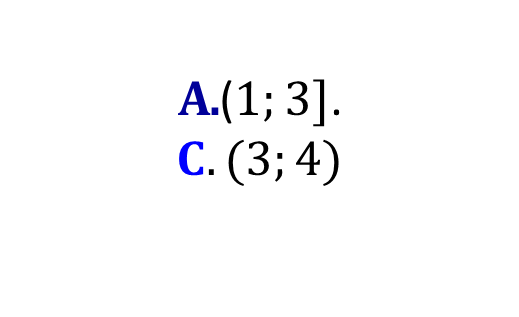 A.(1; 3].
C. (3; 4)